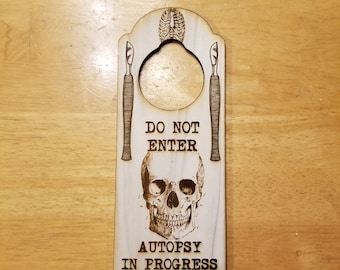 DO NOT
ENTER
AUTOPSY
IN PROGRESS